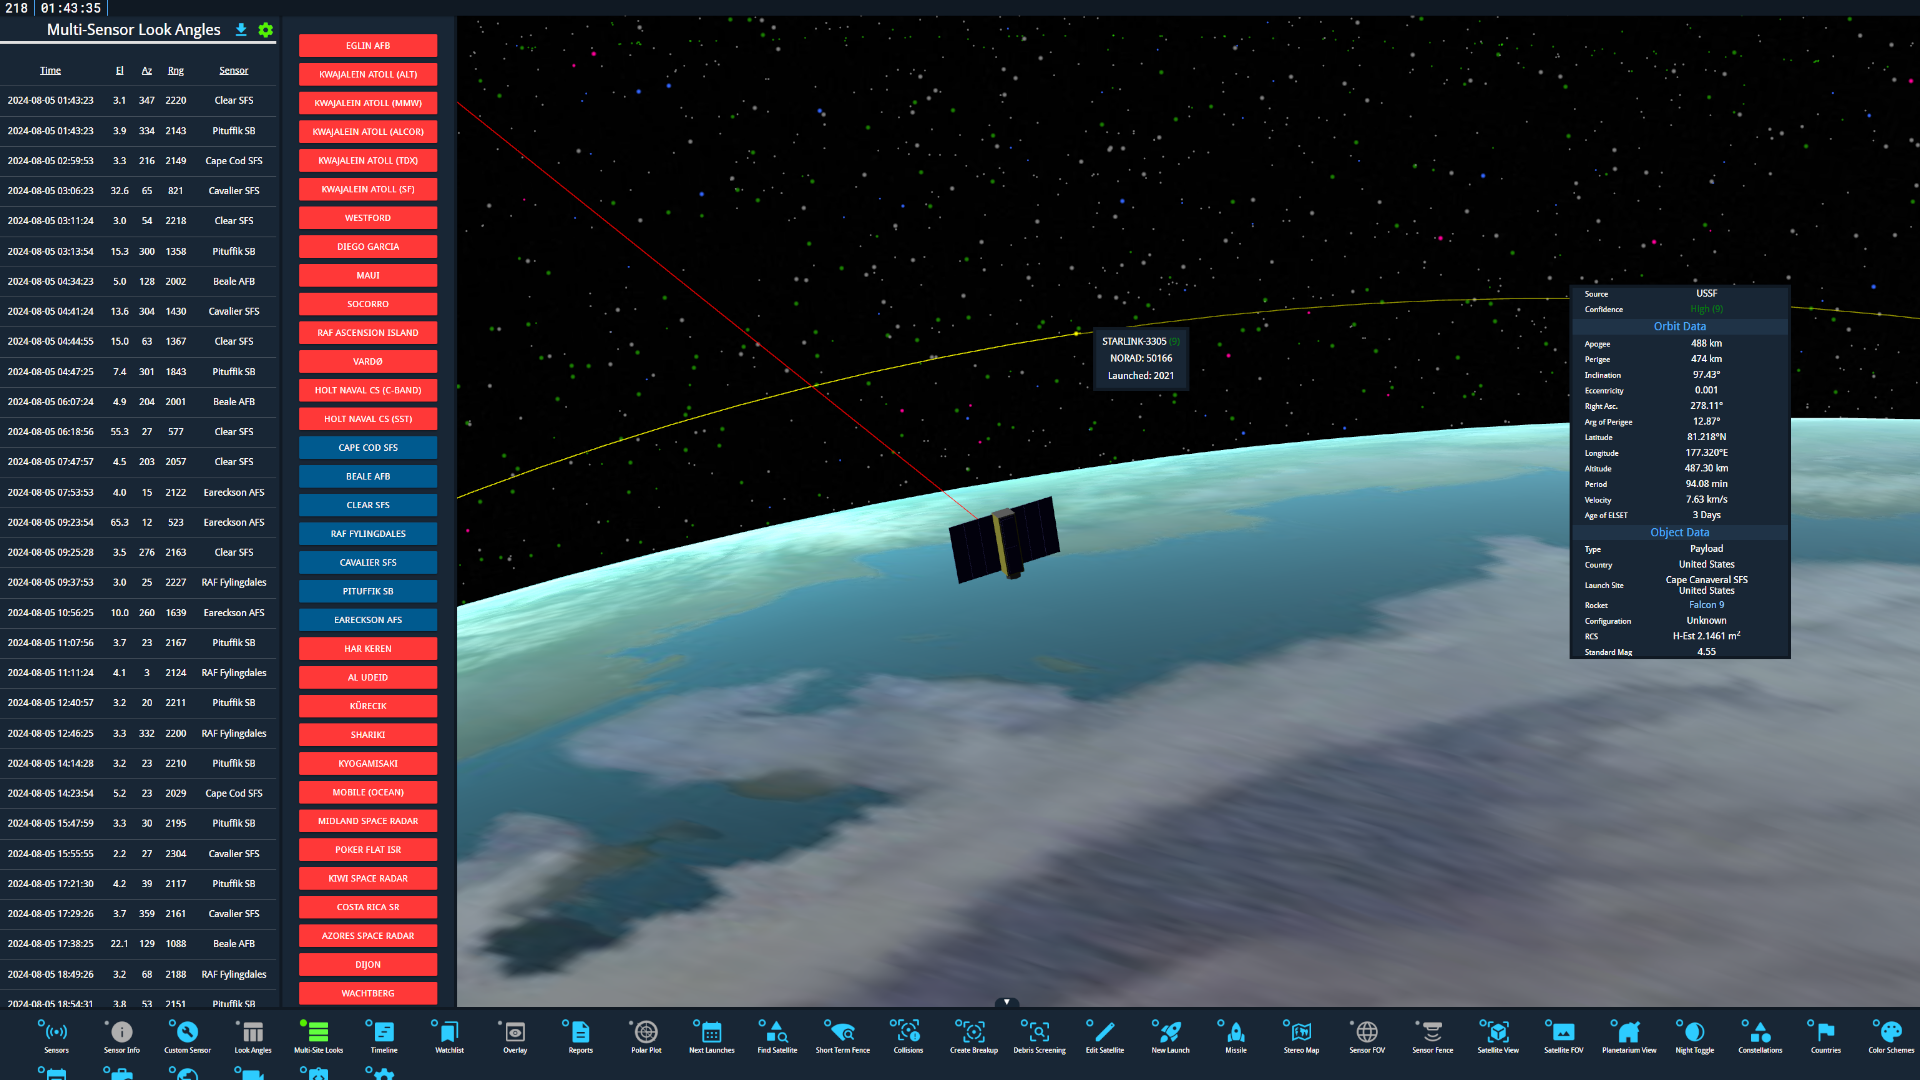 218 01:43:35
Multi-Sensor Look Angles
Time El Az Rng Sensor
2024-08-05 01:43:23 3.1 347 2220 Clear SFS
2024-08-05 01:43:23 3.9 334 2143 Pituffik SB
2024-08-05 02:59:53 3.3 216 2149 Cape Cod SFS
2024-08-05 03:06:23 32.6 65 821 Cavalier SFS
2024-08-05 03:11:24 3.0 54 2218 Clear SFS
2024-08-05 03:13:54 15.3 300 1358 Pituffik SB
2024-08-05 04:34:23 5.0 128 2002 Beale AFB
2024-08-05 04:41:24 13.6 304 1430 Cavalier SFS
2024-08-05 04:44:55 15.0 63 1367 Clear SFS
2024-08-05 04:47:25 7.4 301 1843 Pituffik SB
2024-08-05 06:07:24 4.9 204 2001 Beale AFB
2024-08-05 06:18:56 55.3 27 577 Clear SFS
2024-08-05 07:47:57 4.5 203 2057 Clear SFS
2024-08-05 07:53:53 4.0 15 2122 Eareckson AFS
2024-08-05 09:23:54 65.3 12 523 Eareckson AFS
2024-08-05 09:25:28 3.5 276 2163 Clear SFS
2024-08-05 09:37:53 3.0 25 2227 RAF Fylingdales
2024-08-05 10:56:25 10.0 260 1639 Eareckson AFS
2024-08-05 11:07:56 3.7 23 2167 Pituffik SB
2024-08-05 11:11:24 4.1 3 2124 RAF Fylingdales
2024-08-05 12:40:57 3.2 20 2211 Pituffik SB
2024-08-05 12:46:25 3.3 332 2200 RAF Fylingdales
2024-08-05 14:14:28 3.2 23 2210 Pituffik SB
2024-08-05 14:23:54 5.2 23 2029 Cape Cod SFS
2024-08-05 15:47:59 3.3 30 2195 Pituffik SB
2024-08-05 15:55:55 2.2 27 2304 Cavalier SFS
2024-08-05 17:21:30 4.2 39 2117 Pituffik SB
2024-08-05 17:29:26 3.7 359 2161 Cavalier SFS
2024-08-05 17:38:25 22.1 129 1088 Beale AFB
2024-08-05 18:49:26 3.2 68 2188 RAF Fylingdales
2024-08-05 18:54:31 3.8 53 2151 Pituffik SB
EGLIN AFB
KWAJALEIN ATOLL (ALT)
KWAJALEIN ATOLL (MMW)
KWAJALEIN ATOLL (ALCOR)
KWAJALEIN ATOLL (TDX)
KWAJALEIN ATOLL (SF)
WESTFORD
DIEGO GARCIA
MAUI
SOCORRO
RAF ASCENSION ISLAND
VARDØ
HOLT NAVAL CS (C-BAND)
HOLT NAVAL CS (SST)
CAPE COD SFS
BEALE AFB
CLEAR SFS
RAF FYLINGDALES
CAVALIER SFS
PITUFFIK SB
EARECKSON AFS
HAR KEREN
AL UDEID
KÜRECIK
SHARIKI
KYOGAMISAKI
MOBILE (OCEAN)
MIDLAND SPACE RADAR
POKER FLAT ISR
KIWI SPACE RADAR
COSTA RICA SR
AZORES SPACE RADAR
DIJON
WACHTBERG
STARLINK-3305 (9)
NORAD: 50166
Launched: 2021
Source USSF
Confidence High (9)
Orbit Data
Apogee 488 km
Perigee 474 km
Inclination 97.43°
Eccentricity 0.001
Right Asc. 278.11°
Arg of Perigee 12.87°
Latitude 81.218°N
Longitude 177.320°E
Altitude 487.30 km
Period 94.08 min
Velocity 7.63 km/s
Age of ELSET 3 Days
Object Data
Type Payload
Country United States
Launch Site Cape Canaveral SFS
United States
Rocket Falcon 9
Configuration Unknown
RCS H-Est 2.1461 m²
Standard Mag 4.55
Sensors Sensor Info Custom Sensor Look Angles Multi-Site Looks Timeline Watchlist Overlay Reports Polar Plot Next Launches Find Satellite Short Term Fence Collisions Create Breakup Debris Screening Edit Satellite New Launch Missile Stereo Map Sensor FOV Sensor Fence Satellite View Satellite FOV Planetarium View Night Toggle Constellations Countries Color Schemes